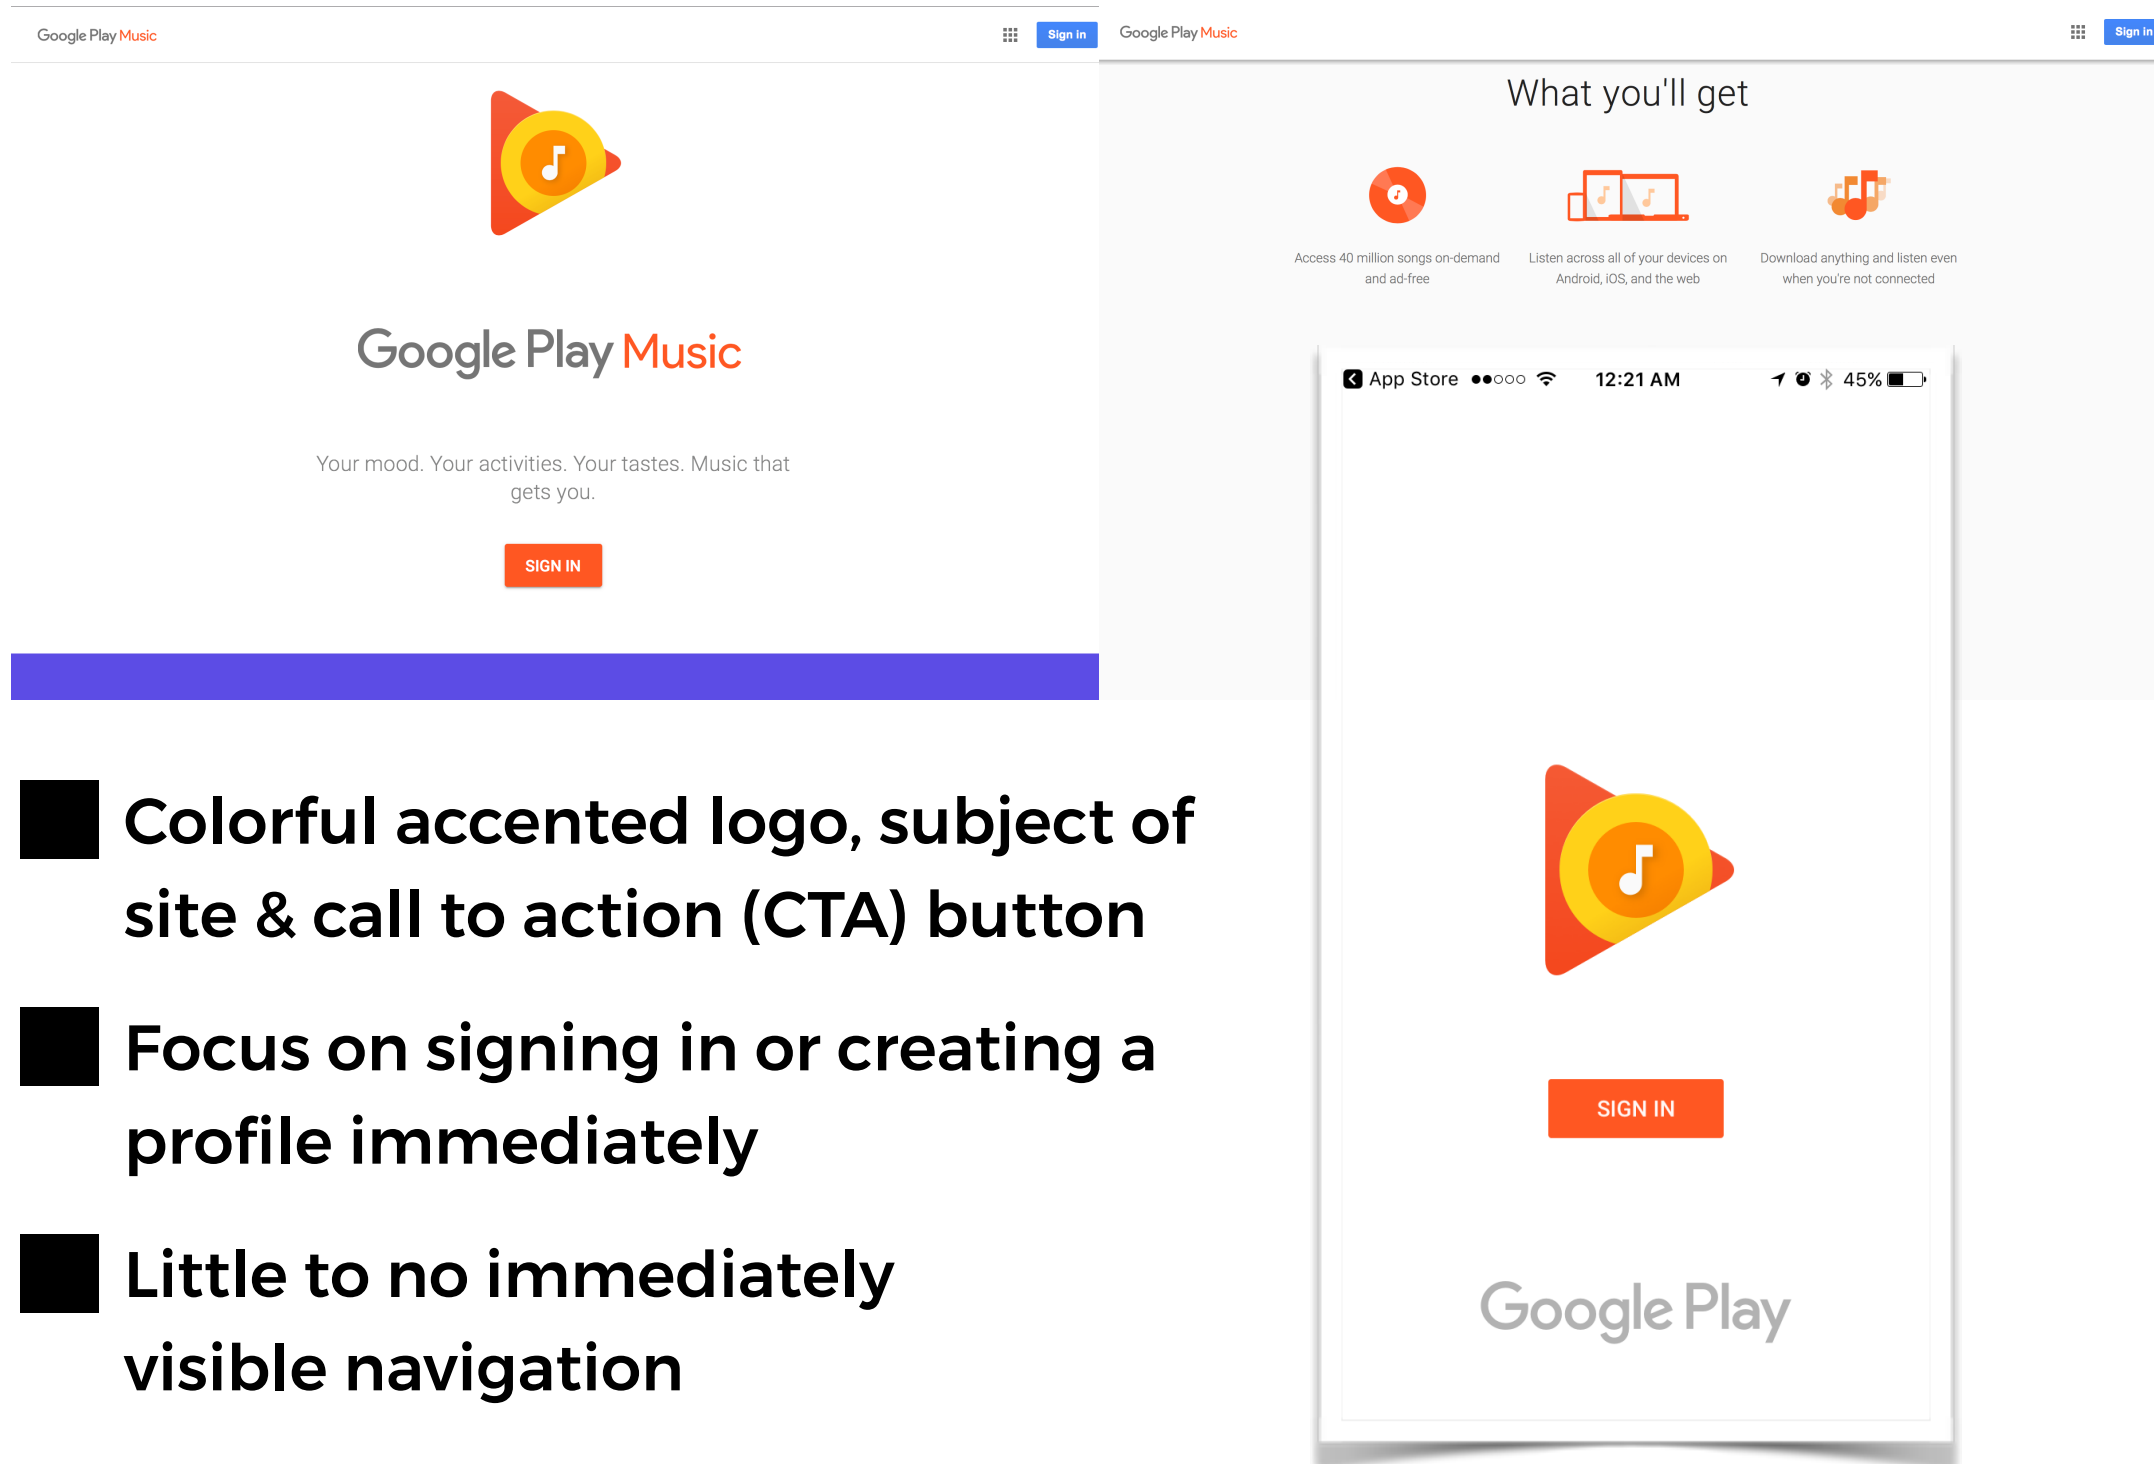 Google Play Music
Sign in
Google Play Music
Your mood. Your activities. Your tastes. Music that
gets you.
SIGN IN
Google Play Music
Sign in
What you'll get
Access 40 million songs on-demand
and ad-free
Listen across all of your devices on
Android, iOS, and the web
Download anything and listen even
when you're not connected
App Store
12:21 AM
45%
SIGN IN
Google Play
Colorful accented logo, subject of
site & call to action (CTA) button
Focus on signing in or creating a
profile immediately
Little to no immediately
visible navigation